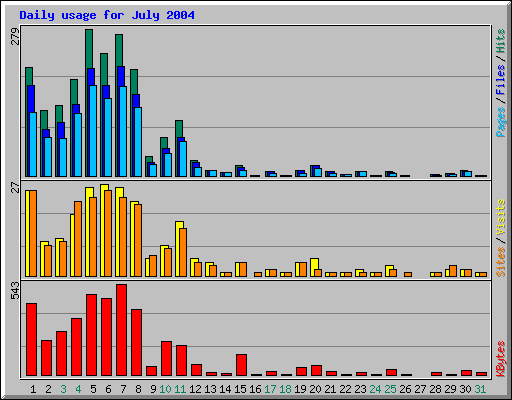 Daily usage for July 2004
279
Pages / Files / Hits
27
Sites / Visits
543
KBytes
1 2 3 4 5 6 7 8 9 10 11 12 13 14 15 16 17 18 19 20 21 22 23 24 25 26 27 28 29 30 31